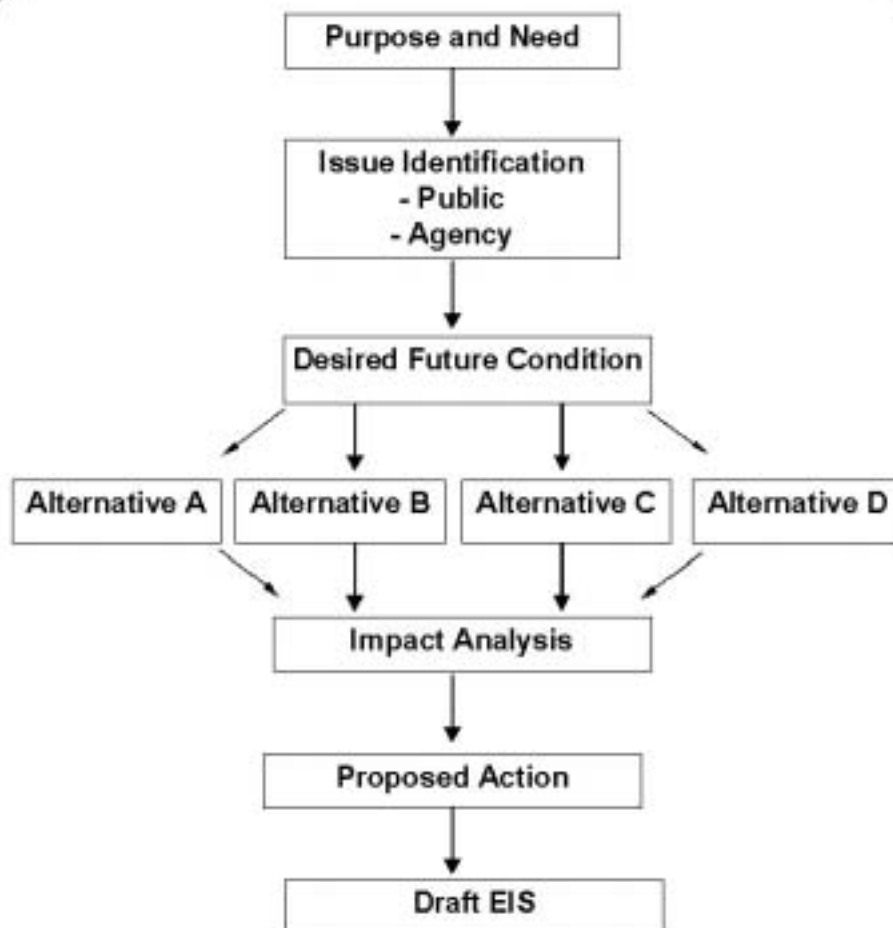 Purpose and Need
Issue Identification
- Public
- Agency
Desired Future Condition
Alternative A
Alternative B
Alternative C
Alternative D
Impact Analysis
Proposed Action
Draft EIS